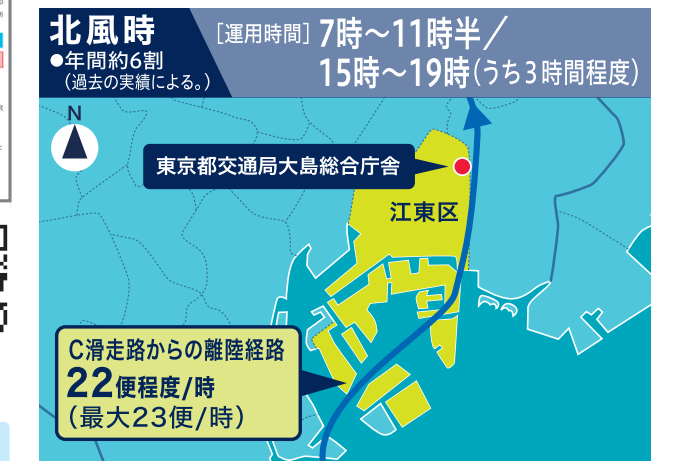 北風時
●年間約6割
（過去の実績による。）
［運用時間］7時〜11時半／
15時〜19時（うち3時間程度）
N
東京都交通局大島総合庁舎
江東区
C滑走路からの離陸経路
22便程度/時
（最大23便/時）